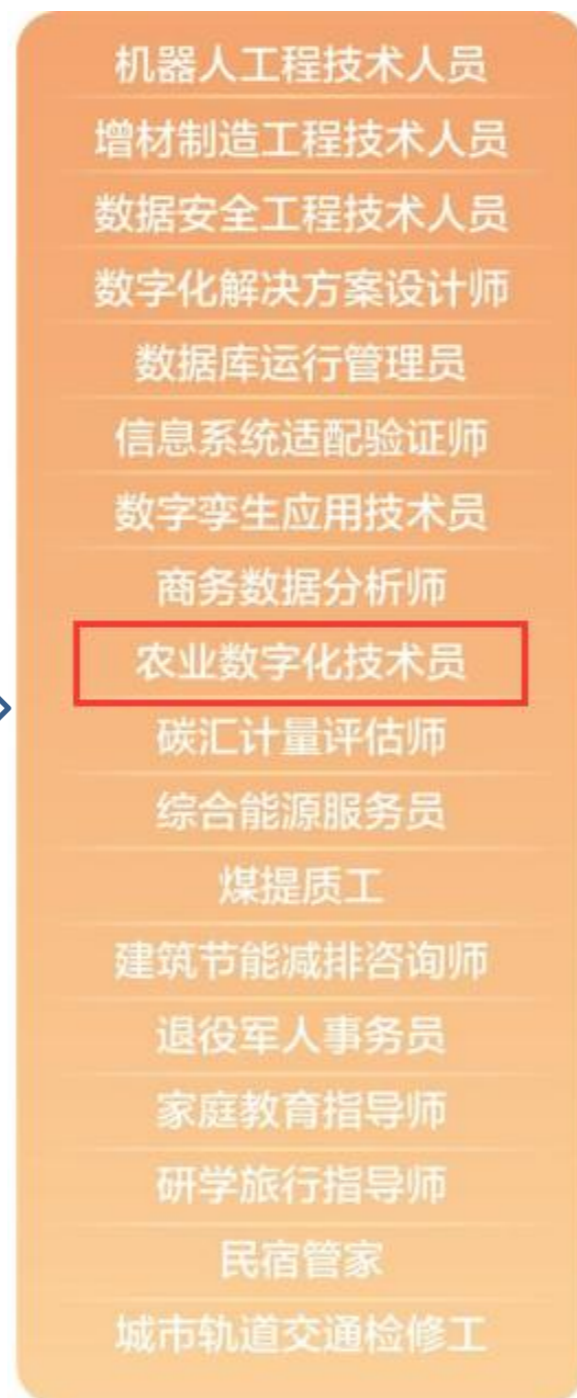 机器人工程技术人员
增材制造工程技术人员
数据安全工程技术人员
数字化解决方案设计师
数据库运行管理员
信息系统适配验证师
数字孪生应用技术员
商务数据分析师
农业数字化技术员
碳汇计量评估师
综合能源服务员
煤提质工
建筑节能减排咨询师
退役军人事务员
家庭教育指导师
研学旅行指导师
民宿管家
城市轨道交通检修工